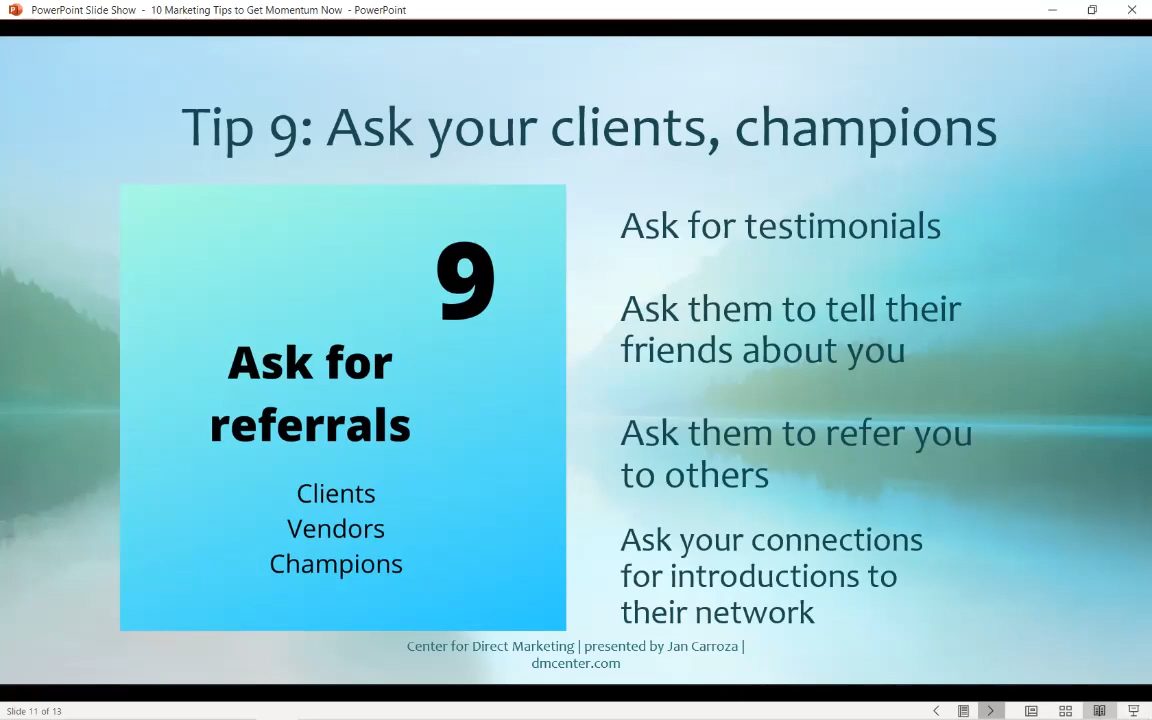 PowerPoint Slide Show - 10 Marketing Tips to Get Momentum Now - PowerPoint
Tip 9: Ask your clients, champions
9
Ask for
referrals
Clients
Vendors
Champions
Ask for testimonials
Ask them to tell their
friends about you
Ask them to refer you
to others
Ask your connections
for introductions to
their network
Center for Direct Marketing | presented by Jan Carroza |
dmcenter.com
Slide 11 of 13